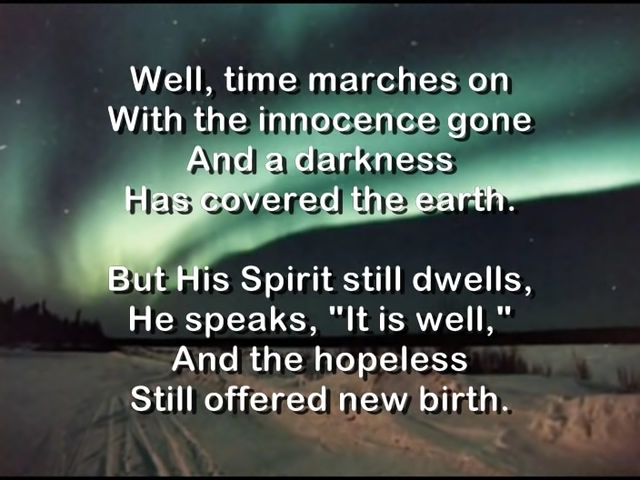 Well, time marches on
With the innocence gone
And a darkness
Has covered the earth.
But His Spirit still dwells,
He speaks, "It is well,"
And the hopeless
Still offered new birth.